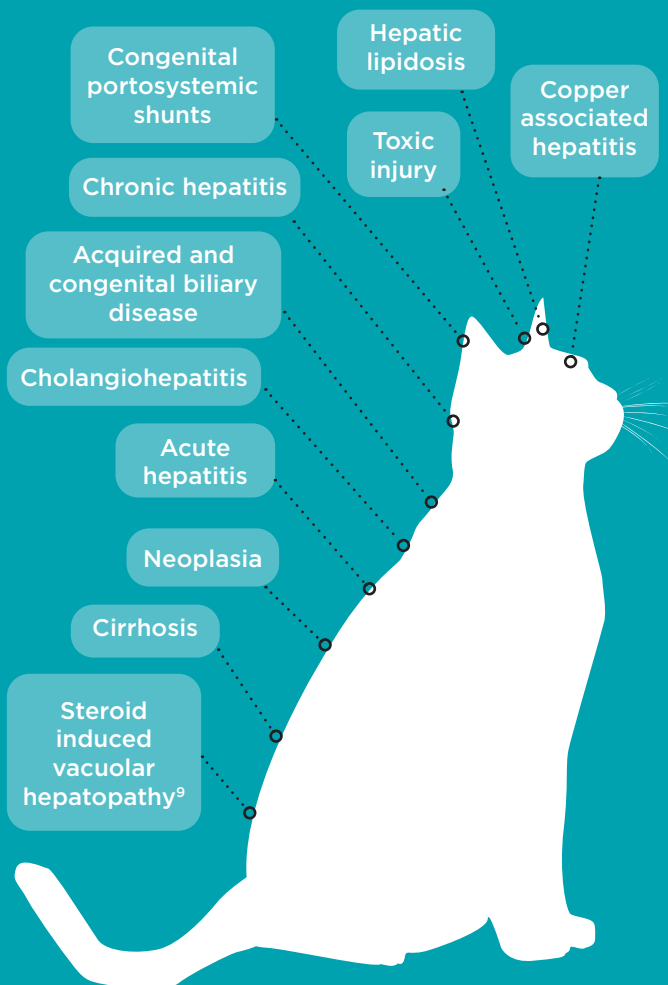 Congenital
portosystemic
shunts
Hepatic
lipidosis
Copper
associated
hepatitis
Toxic
injury
Chronic hepatitis
Acquired and
congenital biliary
disease
Cholangiohepatitis
Acute
hepatitis
Neoplasia
Cirrhosis
Steroid
induced
vacuolar
hepatopathy⁹